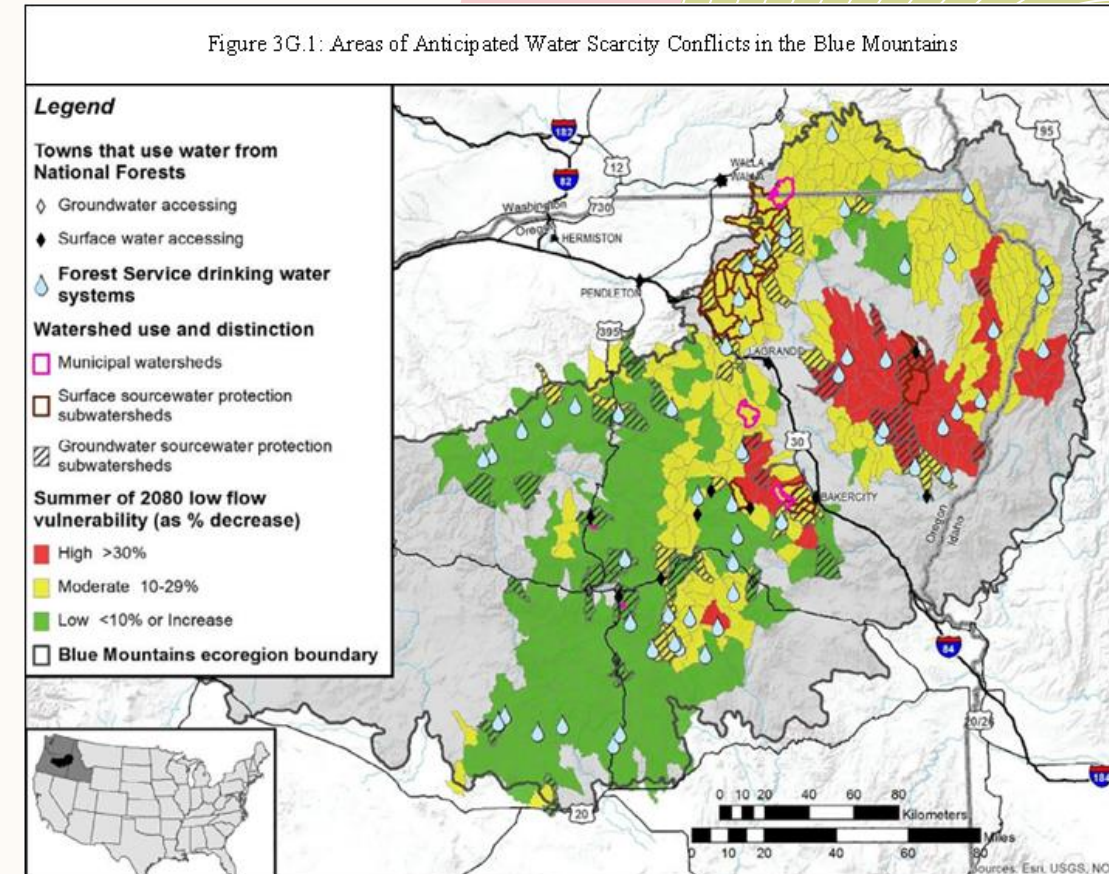 Figure 3G.1: Areas of Anticipated Water Scarcity Conflicts in the Blue Mountains
Legend
Towns that use water from
National Forests
Groundwater accessing
Surface water accessing
Forest Service drinking water
systems
Watershed use and distinction
Municipal watersheds
Surface sourcewater protection
subwatersheds
Groundwater sourcewater protection
subwatersheds
Summer of 2080 low flow
vulnerability (as % decrease)
High >30%
Moderate 10-29%
Low <10% or Increase
Blue Mountains ecoregion boundary
182
82
12
95
WALLA
WALLA
Washington
Oregon
730
HERMISTON
PENDLETON
395
LAGRANDE
30
BAKERCITY
Oregon
Idaho
84
20/26
184
20
0 10 20 40 60 80
Kilometers
Miles
0 10 20 40 60 80
Sources: Esri, USGS, NO